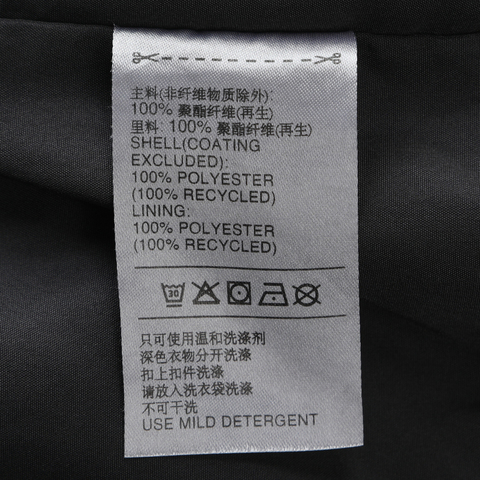 主料(非纤维物质除外):
100% 聚酯纤维(再生)
里料: 100% 聚酯纤维(再生)
SHELL(COATING
EXCLUDED):
100% POLYESTER
(100% RECYCLED)
LINING:
100% POLYESTER
(100% RECYCLED)
30
只可使用温和洗涤剂
深色衣物分开洗涤
扣上扣件洗涤
请放入洗衣袋洗涤
不可干洗
USE MILD DETERGENT